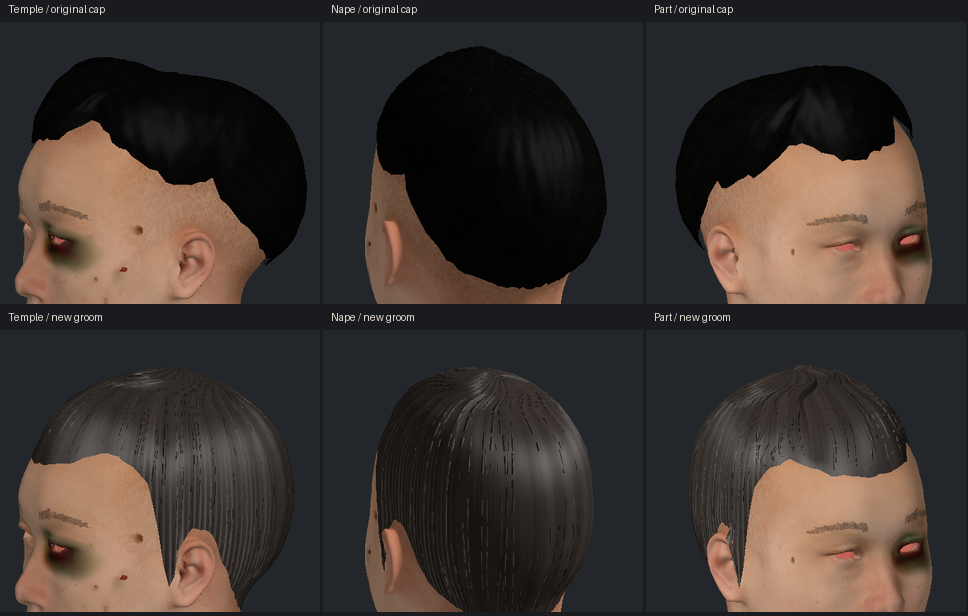 Temple / original cap
Nape / original cap
Part / original cap
Temple / new groom
Nape / new groom
Part / new groom